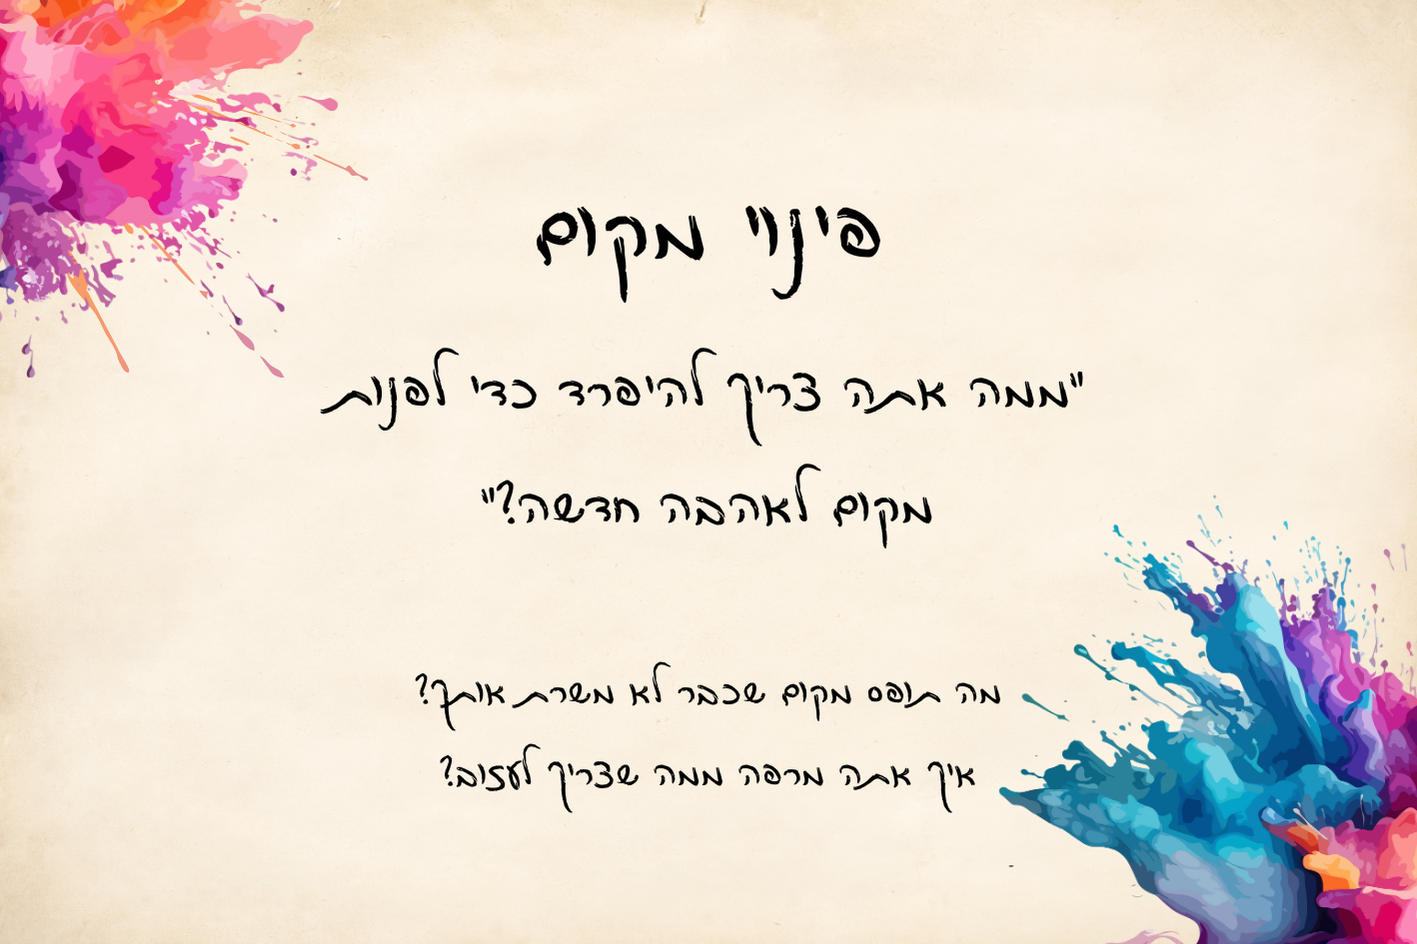 פינוי מקום
"ממה אתה צריך להיפרד כדי לפנות
מקום לאהבה חדשה?"
מה תופס מקום שכבר לא משרת אותך?
איך אתה מרפה ממה שצריך לעזוב?